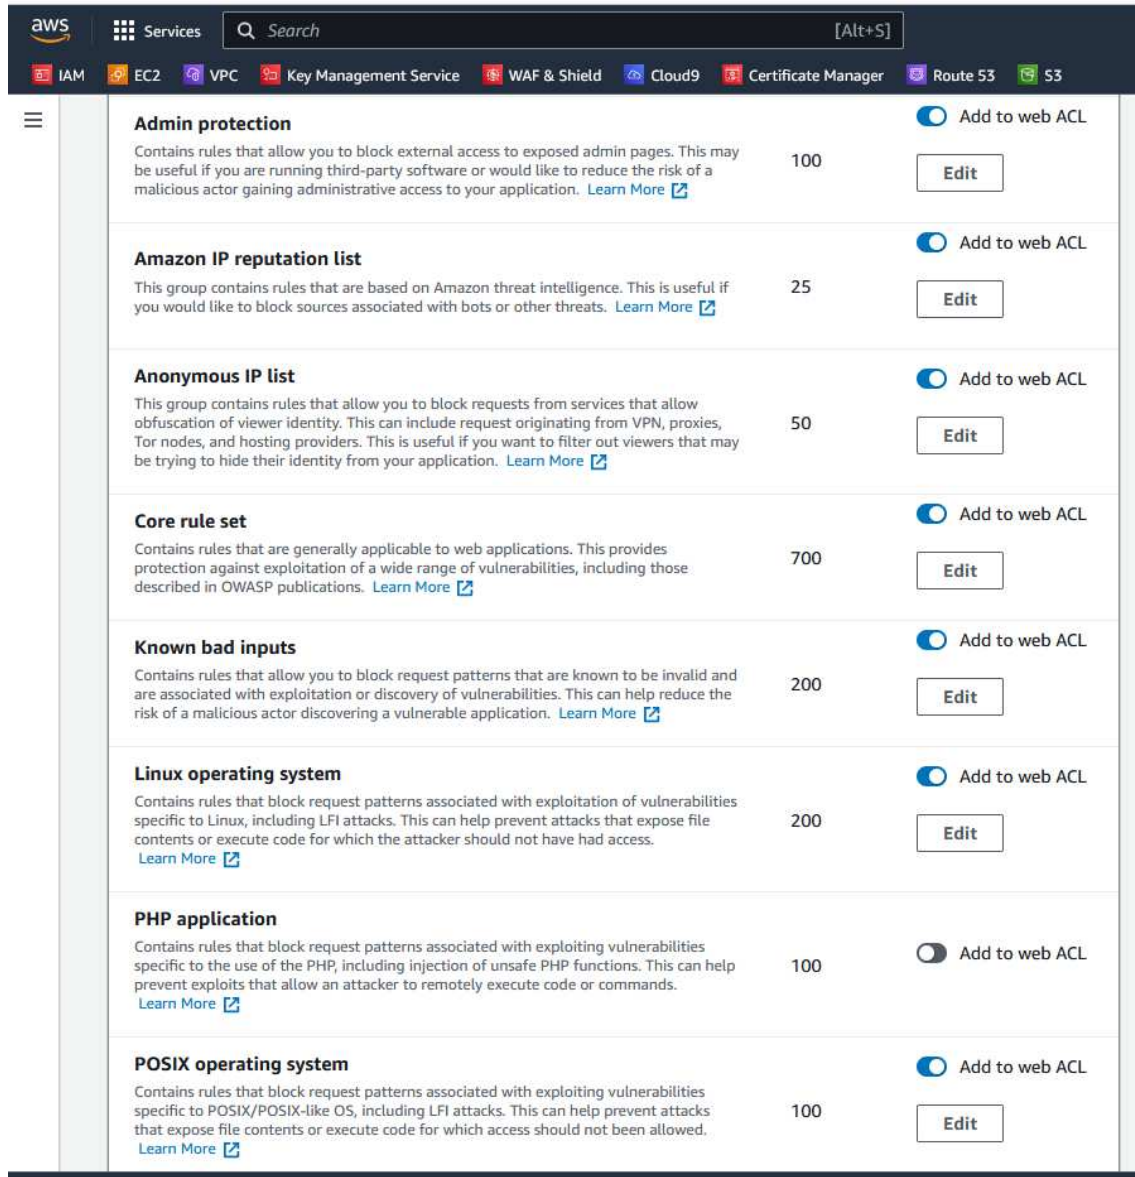 aws
Services
Search
[Alt+S]
IAM
EC2
VPC
Key Management Service
WAF & Shield
Cloud9
Certificate Manager
Route 53
S3
Admin protection
Contains rules that allow you to block external access to exposed admin pages. This may
be useful if you are running third-party software or would like to reduce the risk of a
malicious actor gaining administrative access to your application. Learn More
100
Add to web ACL
Edit
Amazon IP reputation list
This group contains rules that are based on Amazon threat intelligence. This is useful if
you would like to block sources associated with bots or other threats. Learn More
25
Add to web ACL
Edit
Anonymous IP list
This group contains rules that allow you to block requests from services that allow
obfuscation of viewer identity. This can include request originating from VPN, proxies,
Tor nodes, and hosting providers. This is useful if you want to filter out viewers that may
be trying to hide their identity from your application. Learn More
50
Add to web ACL
Edit
Core rule set
Contains rules that are generally applicable to web applications. This provides
protection against exploitation of a wide range of vulnerabilities, including those
described in OWASP publications. Learn More
700
Add to web ACL
Edit
Known bad inputs
Contains rules that allow you to block request patterns that are known to be invalid and
are associated with exploitation or discovery of vulnerabilities. This can help reduce the
risk of a malicious actor discovering a vulnerable application. Learn More
200
Add to web ACL
Edit
Linux operating system
Contains rules that block request patterns associated with exploitation of vulnerabilities
specific to Linux, including LFI attacks. This can help prevent attacks that expose file
contents or execute code for which the attacker should not have had access.
Learn More
200
Add to web ACL
Edit
PHP application
Contains rules that block request patterns associated with exploiting vulnerabilities
specific to the use of the PHP, including injection of unsafe PHP functions. This can help
prevent exploits that allow an attacker to remotely execute code or commands.
Learn More
100
Add to web ACL
POSIX operating system
Contains rules that block request patterns associated with exploiting vulnerabilities
specific to POSIX/POSIX-like OS, including LFI attacks. This can help prevent attacks
that expose file contents or execute code for which access should not been allowed.
Learn More
100
Add to web ACL
Edit